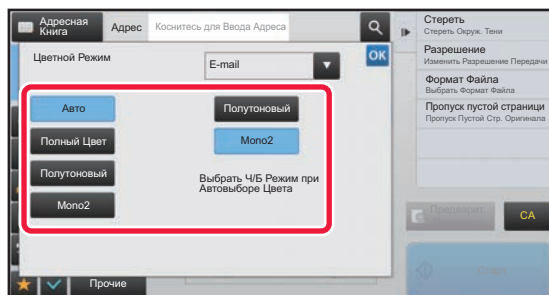 Адресная
Книга
Адрес
Коснитесь для Ввода Адреса
Цветной Режим
E-mail
OK
Авто
Полный Цвет
Полутоновый
Mono2
Полутоновый
Mono2
Выбрать Ч/Б Режим при
Автовыборе Цвета
Прочие
Стереть
Стереть Окруж. Тени
Разрешение
Изменить Разрешение Передачи
Формат Файла
Выбрать Формат Файла
Пропуск пустой страници
Пропуск Пустой Стр. Оригинала
Предварит.
CA